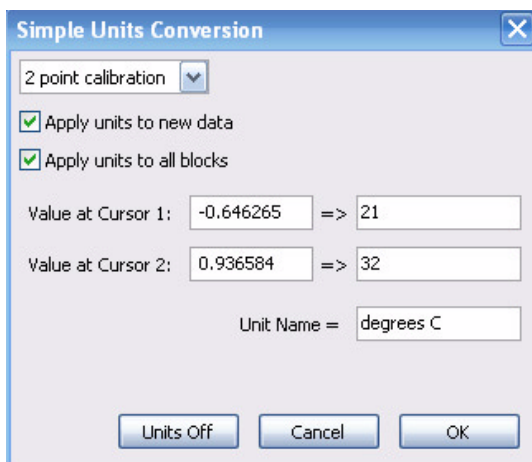 Simple Units Conversion
2 point calibration
Apply units to new data
Apply units to all blocks
Value at Cursor 1: -0.646265 => 21
Value at Cursor 2: 0.936584 => 32
Unit Name = degrees C
Units Off Cancel OK